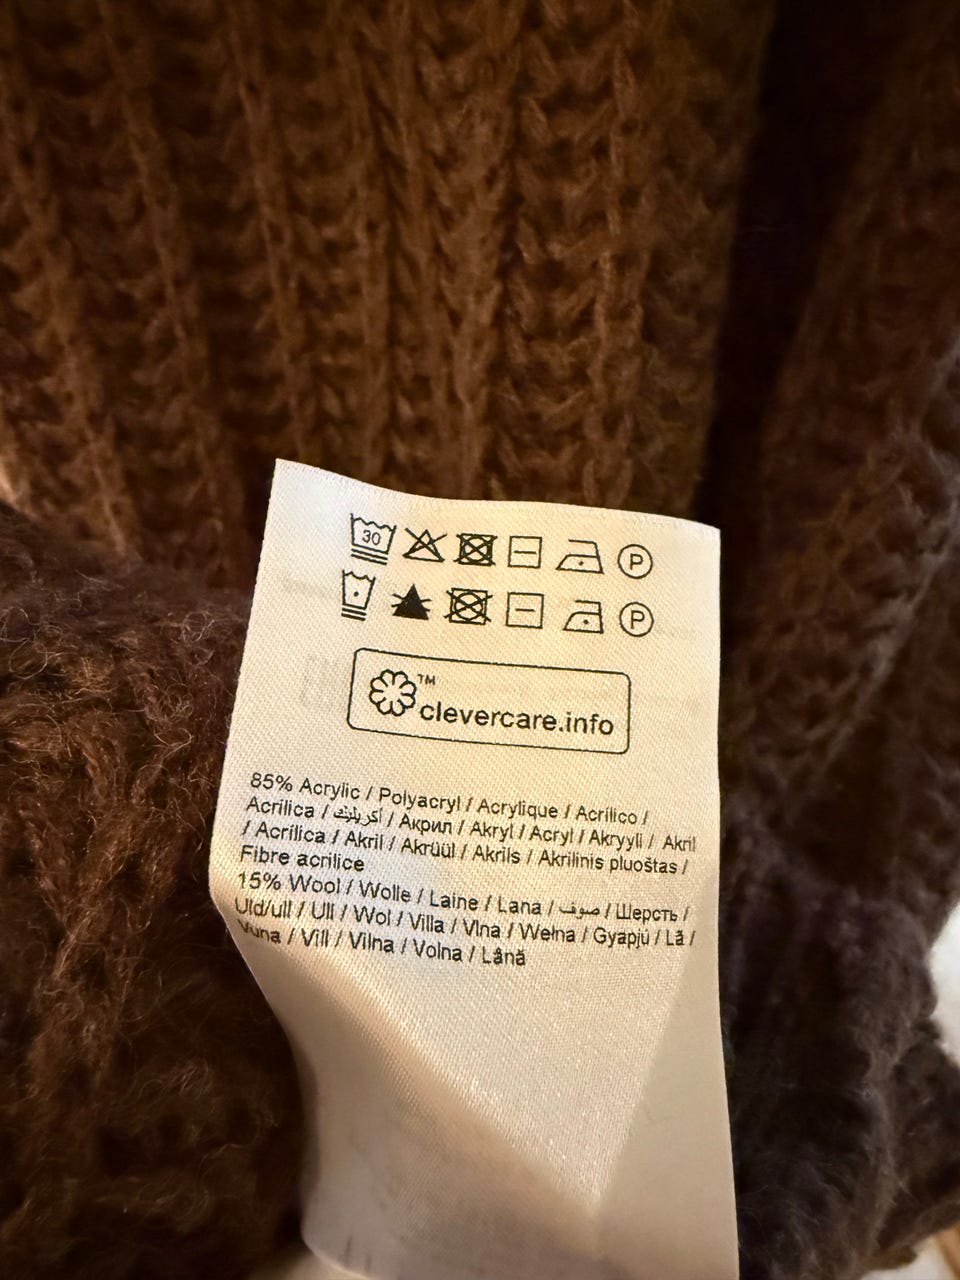 30 P
P
™
clevercare.info
85% Acrylic / Polyacryl / Acrylique / Acrílico /
Acrilica / أكريليك / Акрил / Akryl / Acryl / Akryyli / Akril
/ Acrílica / Akril / Akrüül / Akrils / Akrilinis pluoštas /
Fibre acrilice
15% Wool / Wolle / Laine / Lana / صوف / Шерсть /
Uld/ull / Ull / Wol / Villa / Vlna / Wełna / Gyapjú / Lã /
Vuna / Vill / Vilna / Volna / Lână